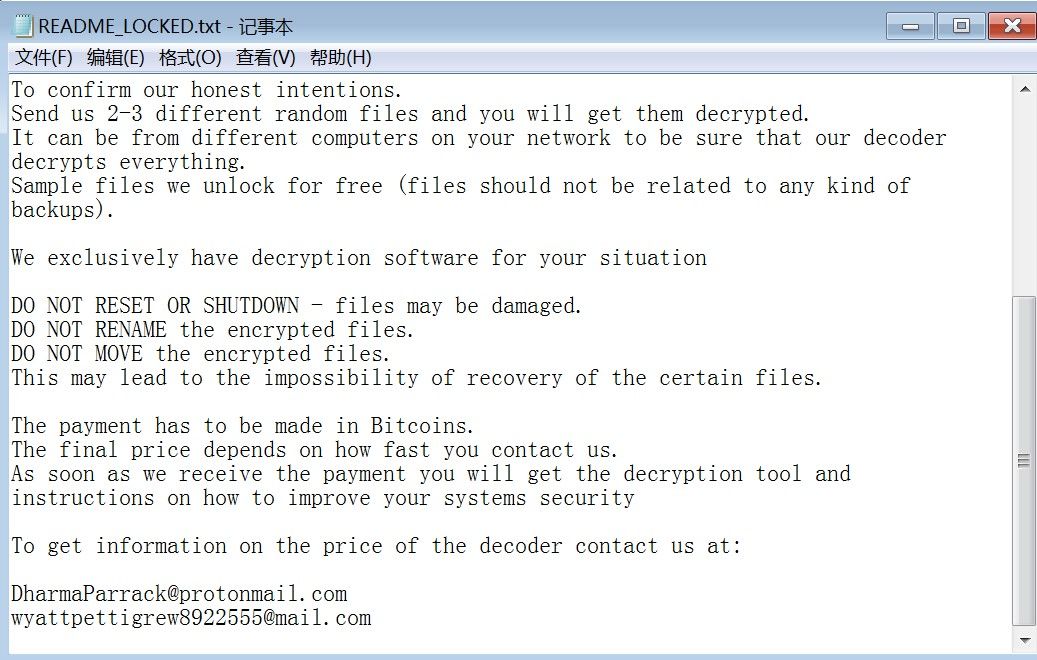 README_LOCKED.txt - 记事本
文件(F) 编辑(E) 格式(O) 查看(V) 帮助(H)
To confirm our honest intentions.
Send us 2-3 different random files and you will get them decrypted.
It can be from different computers on your network to be sure that our decoder
decrypts everything.
Sample files we unlock for free (files should not be related to any kind of
backups).
We exclusively have decryption software for your situation
DO NOT RESET OR SHUTDOWN - files may be damaged.
DO NOT RENAME the encrypted files.
DO NOT MOVE the encrypted files.
This may lead to the impossibility of recovery of the certain files.
The payment has to be made in Bitcoins.
The final price depends on how fast you contact us.
As soon as we receive the payment you will get the decryption tool and
instructions on how to improve your systems security
To get information on the price of the decoder contact us at:
DharmaParrack@protonmail.com
wyattpettigrew8922555@mail.com